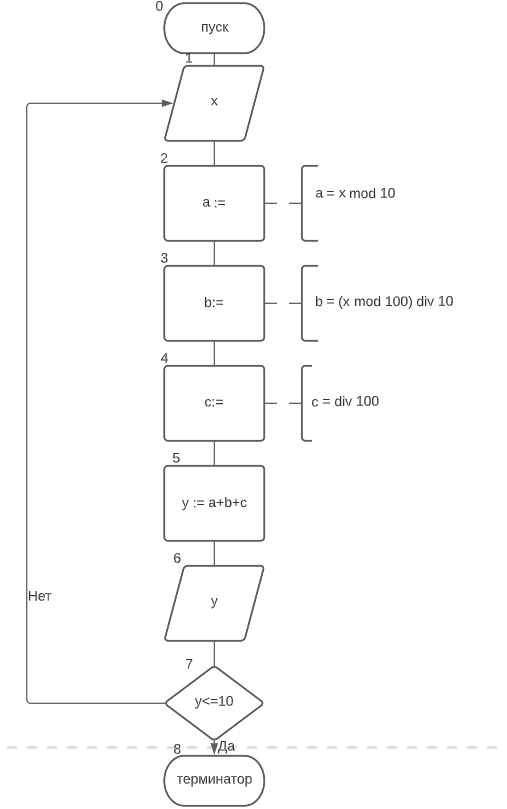 0
пуск
1
x
2
a :=
a = x mod 10
3
b:=
b = (x mod 100) div 10
4
c:=
c = div 100
5
y := a+b+c
6
y
Нет
7
y<=10
Да
8
терминатор